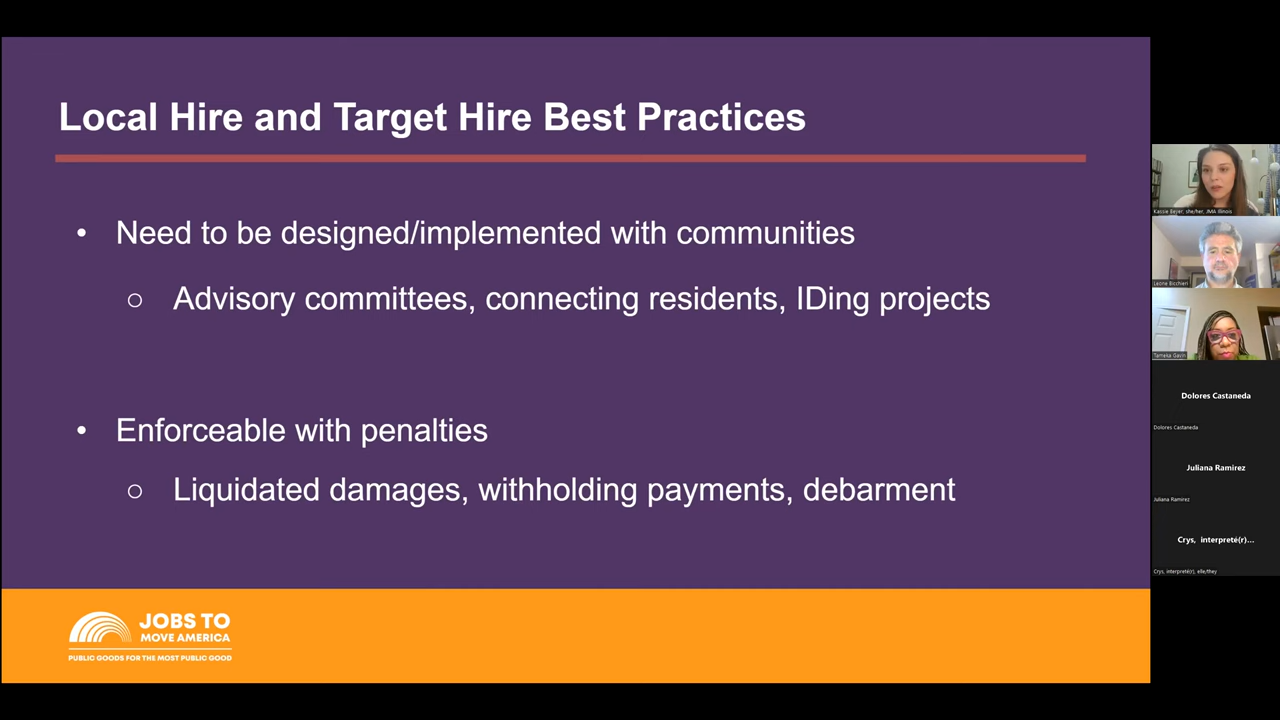 Local Hire and Target Hire Best Practices
• Need to be designed/implemented with communities
○ Advisory committees, connecting residents, IDing projects
• Enforceable with penalties
○ Liquidated damages, withholding payments, debarment
JOBS TO
MOVE AMERICA
PUBLIC GOODS FOR THE MOST PUBLIC GOOD
Kassie Beyer, she/her, JMA Illinois
Leone Bicchieri
Tameka Gavin
Dolores Castaneda
Dolores Castaneda
Juliana Ramirez
Juliana Ramirez
Crys, interpreté(r)...
Crys, interpreté(r), elle/they